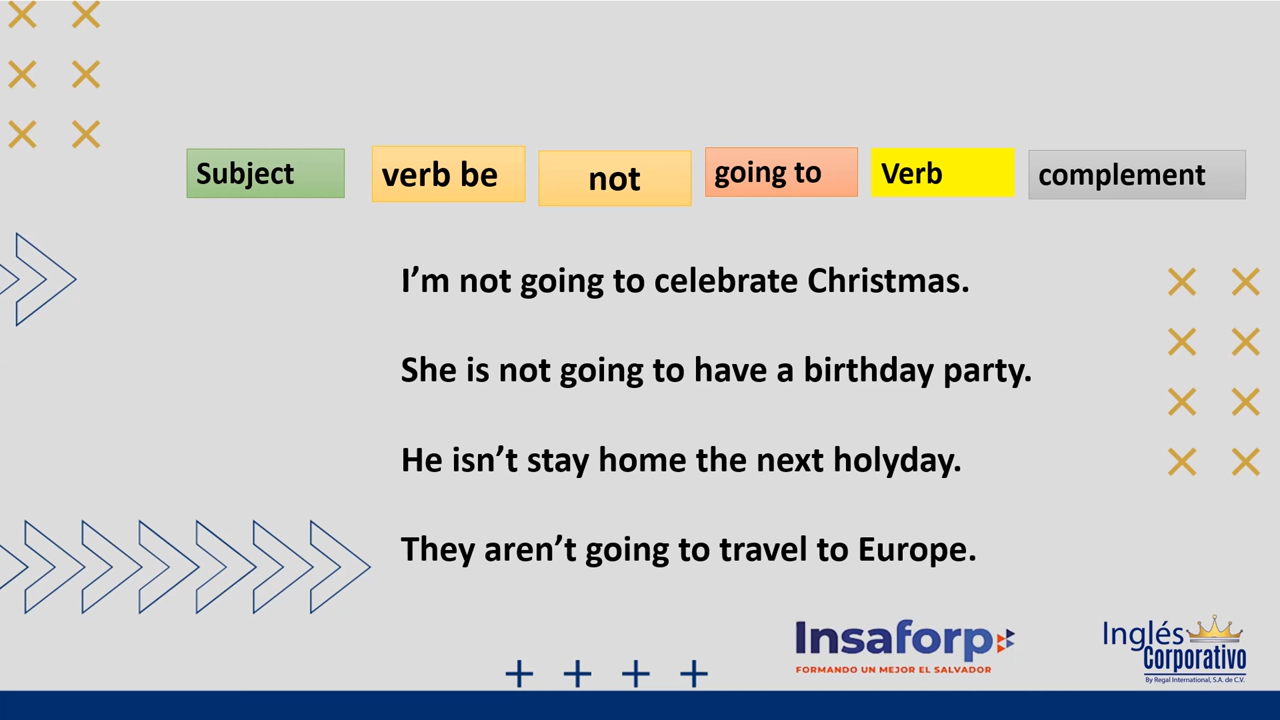 Subject verb be not going to Verb complement
I'm not going to celebrate Christmas.
She is not going to have a birthday party.
He isn't stay home the next holyday.
They aren't going to travel to Europe.
Insaforp
FORMANDO UN MEJOR EL SALVADOR
Inglés
Corporativo
By Regal International, S.A. de C.V.